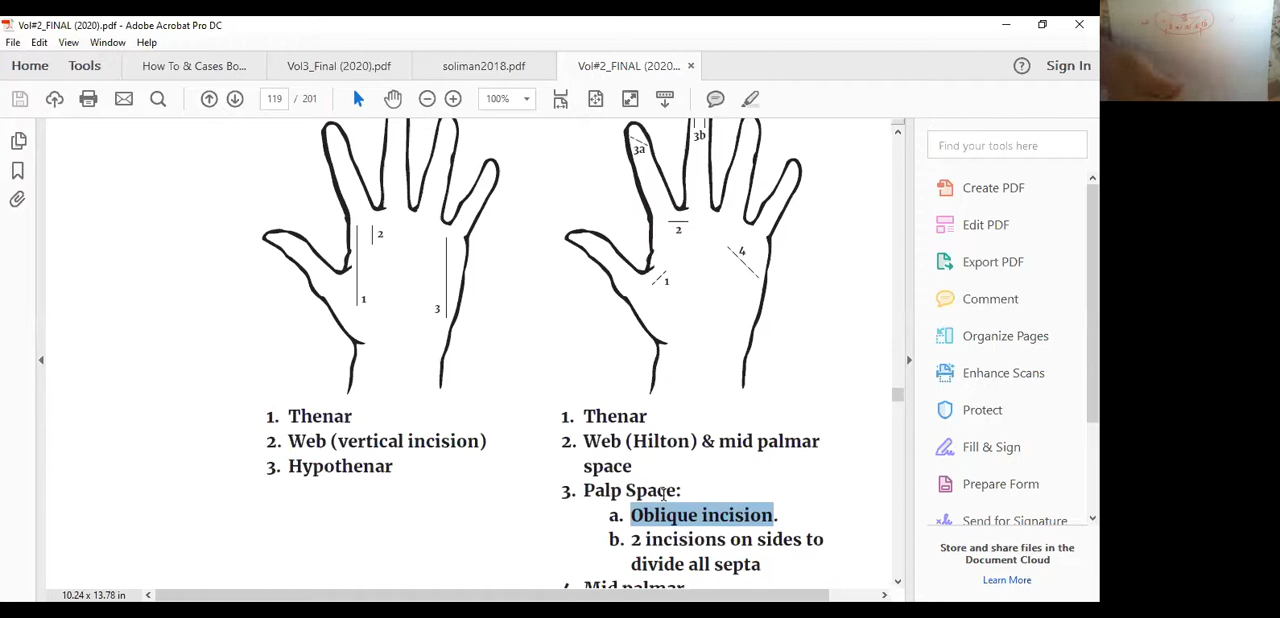 Vol#2_FINAL (2020).pdf - Adobe Acrobat Pro DC
File Edit View Window Help
Home Tools How To & Cases Bo... Vol3_Final (2020).pdf soliman2018.pdf Vol#2_FINAL (2020... × Sign In
119 / 201 100%
3a
3b
2
1
3
2
1
4
1. Thenar
2. Web (vertical incision)
3. Hypothenar
1. Thenar
2. Web (Hilton) & mid palmar
space
3. Palp Space:
a. Oblique incision.
b. 2 incisions on sides to
divide all septa
4. Mid palmar
Find your tools here
Create PDF
Edit PDF
Export PDF
Comment
Organize Pages
Enhance Scans
Protect
Fill & Sign
Prepare Form
Send for Signature
Store and share files in the
Document Cloud
Learn More
10.24 x 13.78 in